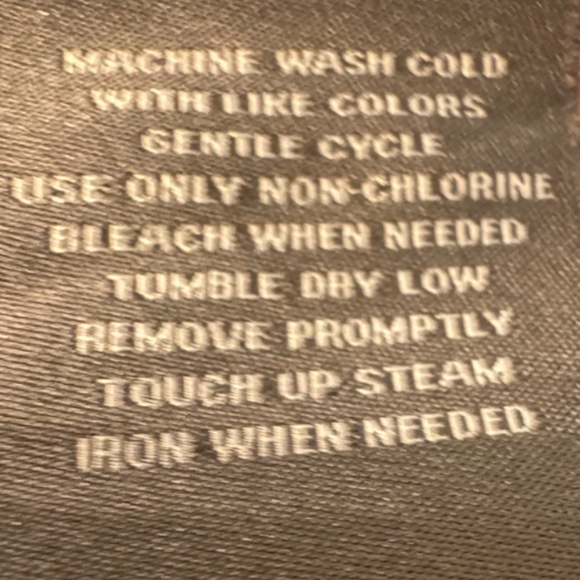 MACHINE WASH COLD
WITH LIKE COLORS
GENTLE CYCLE
USE ONLY NON-CHLORINE
BLEACH WHEN NEEDED
TUMBLE DRY LOW
REMOVE PROMPTLY
TOUCH UP STEAM
IRON WHEN NEEDED